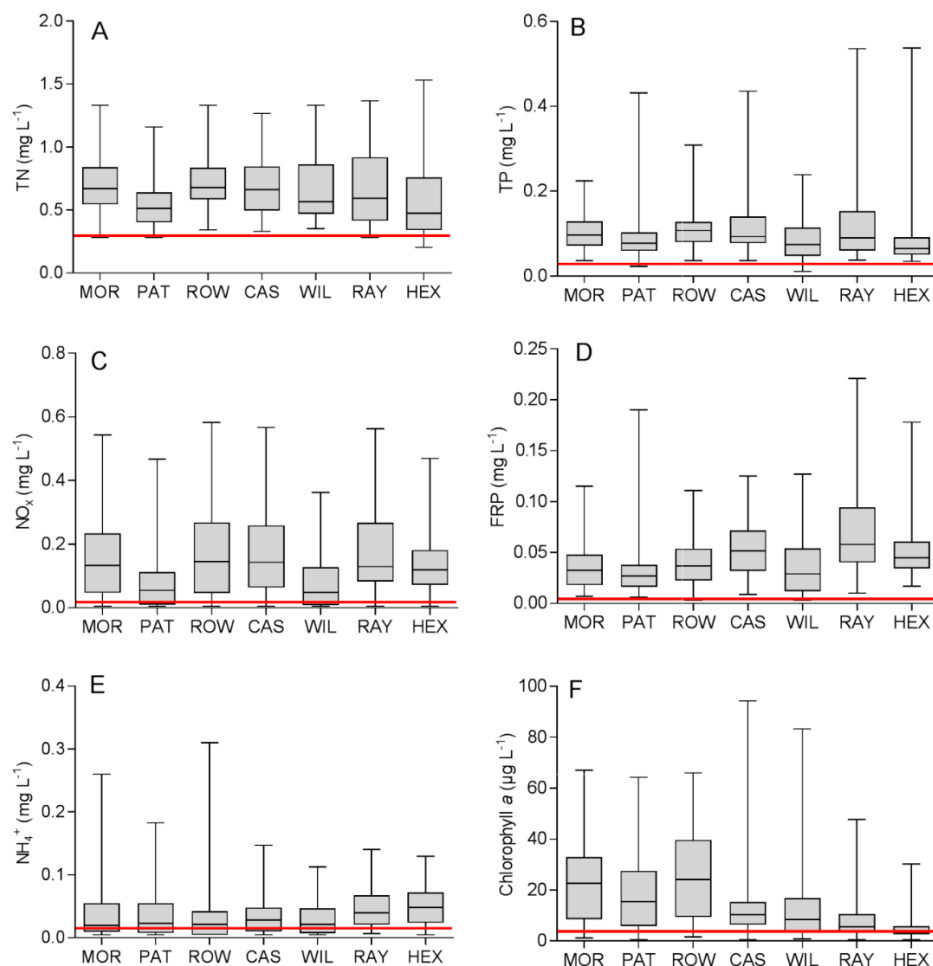 A
TN (mg L⁻¹)
2.0
1.5
1.0
0.5
0.0
MOR PAT ROW CAS WIL RAY HEX
B
TP (mg L⁻¹)
0.6
0.4
0.2
0.0
MOR PAT ROW CAS WIL RAY HEX
C
NOₓ (mg L⁻¹)
0.8
0.6
0.4
0.2
0.0
MOR PAT ROW CAS WIL RAY HEX
D
FRP (mg L⁻¹)
0.25
0.20
0.15
0.10
0.05
0.00
MOR PAT ROW CAS WIL RAY HEX
E
NH₄⁺ (mg L⁻¹)
0.4
0.3
0.2
0.1
0.0
MOR PAT ROW CAS WIL RAY HEX
F
Chlorophyll a (µg L⁻¹)
100
80
60
40
20
0
MOR PAT ROW CAS WIL RAY HEX